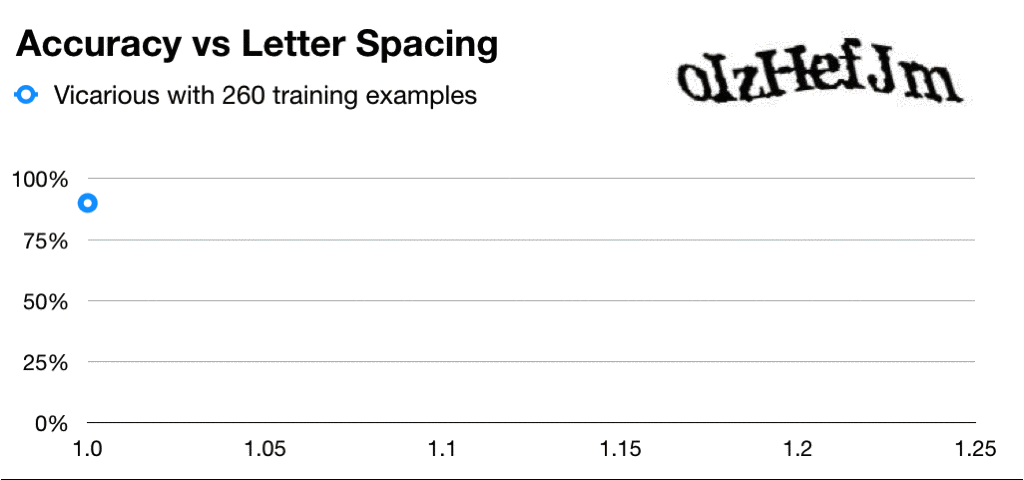 Accuracy vs Letter Spacing
oIzHefJm
Vicarious with 260 training examples
100%
75%
50%
25%
0%
1.0 1.05 1.1 1.15 1.2 1.25